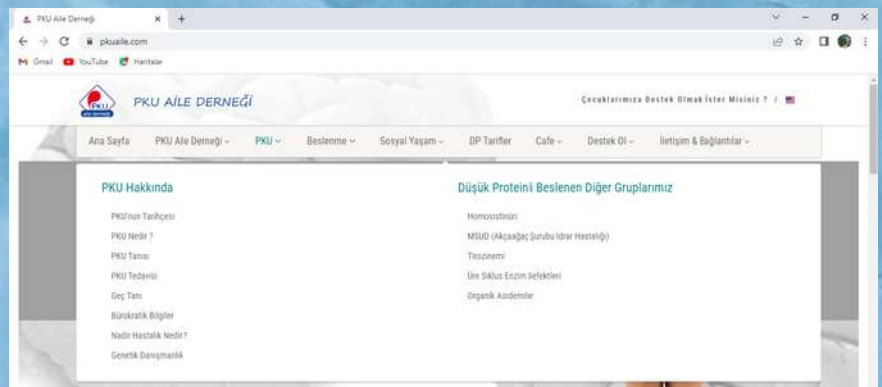 PKU Aile Derneği
pkuaile.com
Gmail YouTube Haritalar
PKU
aile derneği
PKU AİLE DERNEĞİ
Çocuklarımıza Destek Olmak İster Misiniz ? /
Ana Sayfa PKU Aile Derneği PKU Beslenme Sosyal Yaşam DP Tarifler Cafe Destek Ol İletişim & Bağlantılar
PKU Hakkında
PKU'nun Tarihçesi
PKU Nedir ?
PKU Tanısı
PKU Tedavisi
Geç Tanı
Bürokratik Bilgiler
Nadir Hastalık Nedir?
Genetik Danışmanlık
Düşük Proteini Beslenen Diğer Gruplarımız
Homosistinüri
MSUD (Akçaağaç Şurubu İdrar Hastalığı)
Tirozinemi
Üre Siklus Enzim Defektleri
Organik Asidemiler